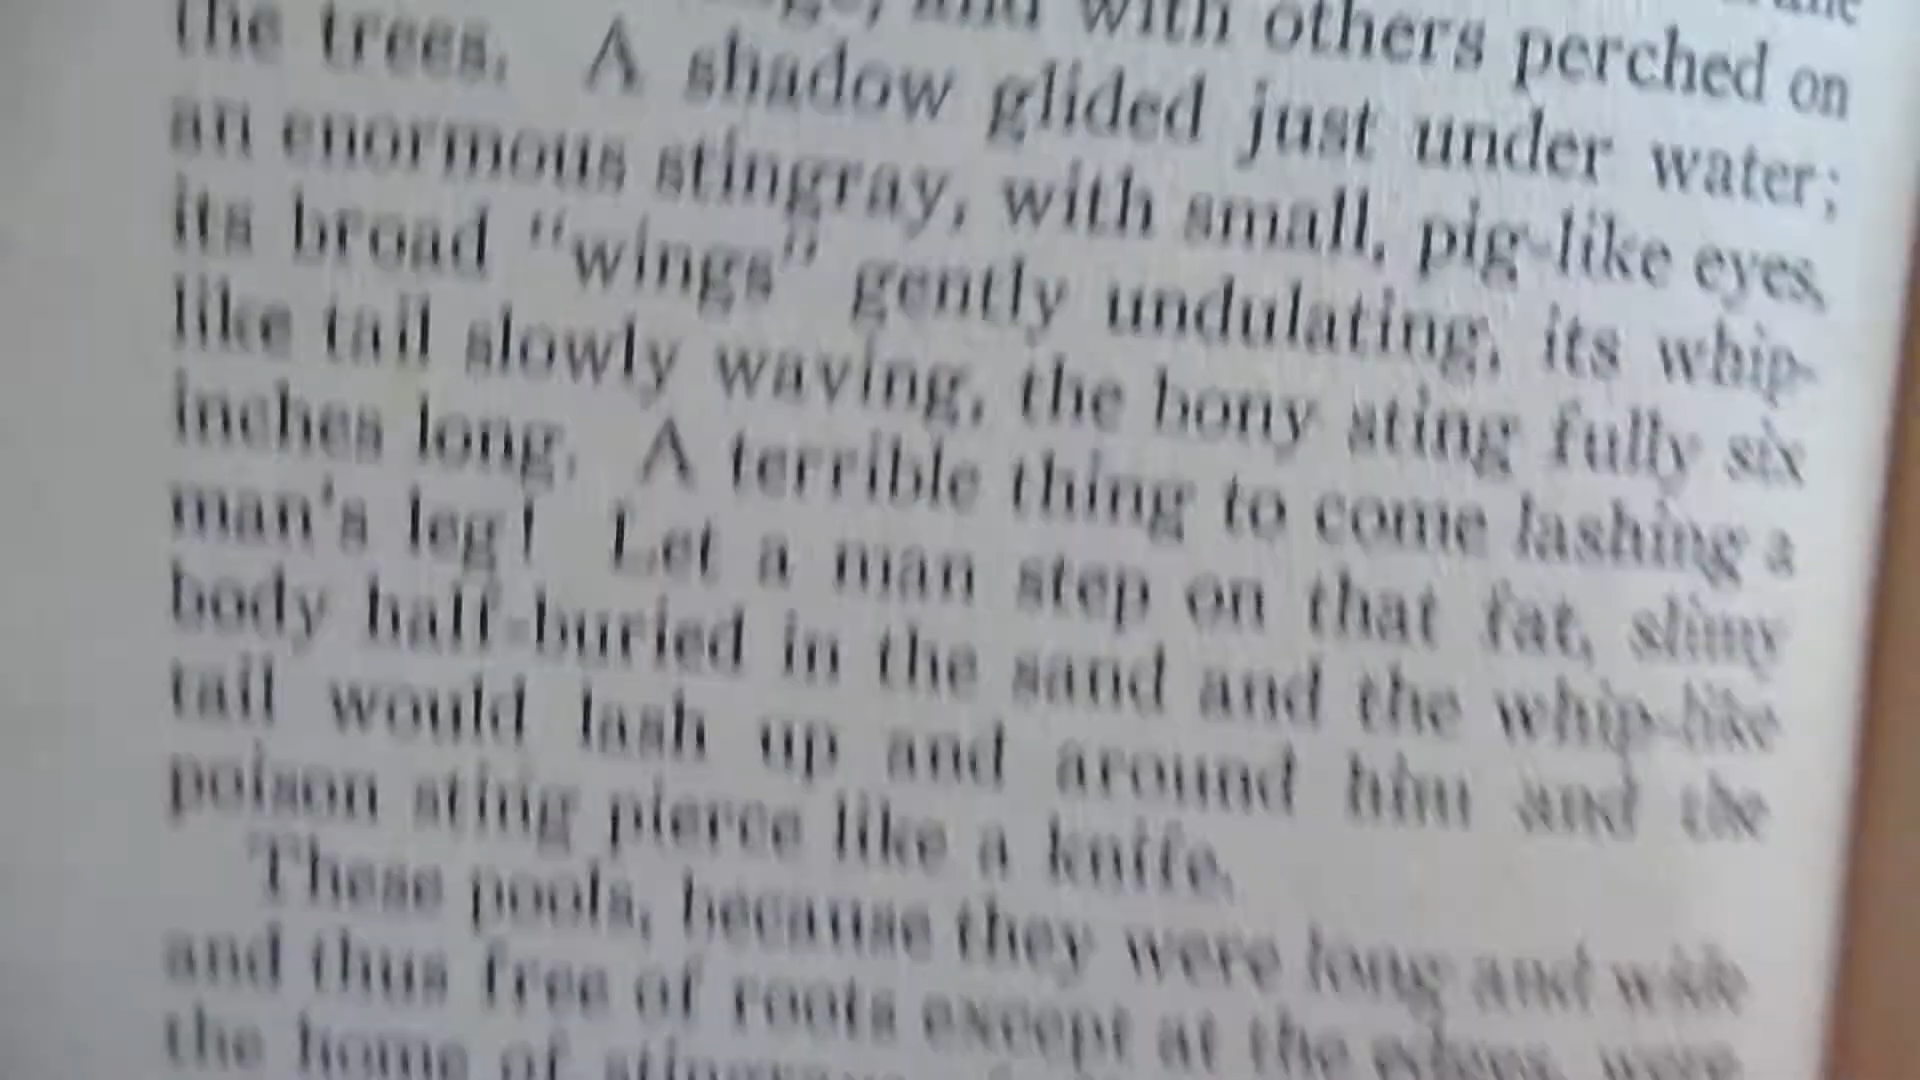 and with others perched on
the trees. A shadow glided just under water;
an enormous stingray, with small, pig-like eyes,
its broad "wings" gently undulating, its whip-
like tail slowly waving, the bony sting fully six
inches long. A terrible thing to come lashing a
man's leg! Let a man step on that fat, slimy
body half-buried in the sand and the whip-like
tail would lash up and around him and the
poison sting pierce like a knife.
These pools, because they were long and wide
and thus free of roots except at the edges, were
the home of